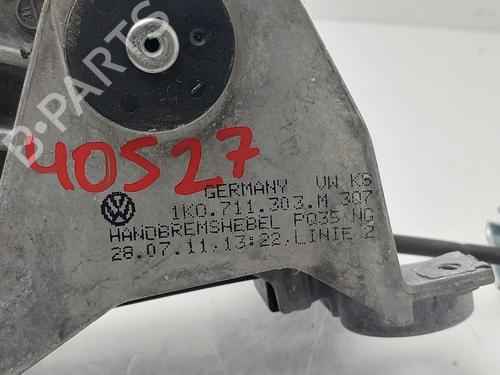 B-PARTS
40527
GERMANY VW KS
1K0.711.303.M 307
HANDBREMSHEBEL PQ35 NG
28.07.11.13:22.LINIE 2